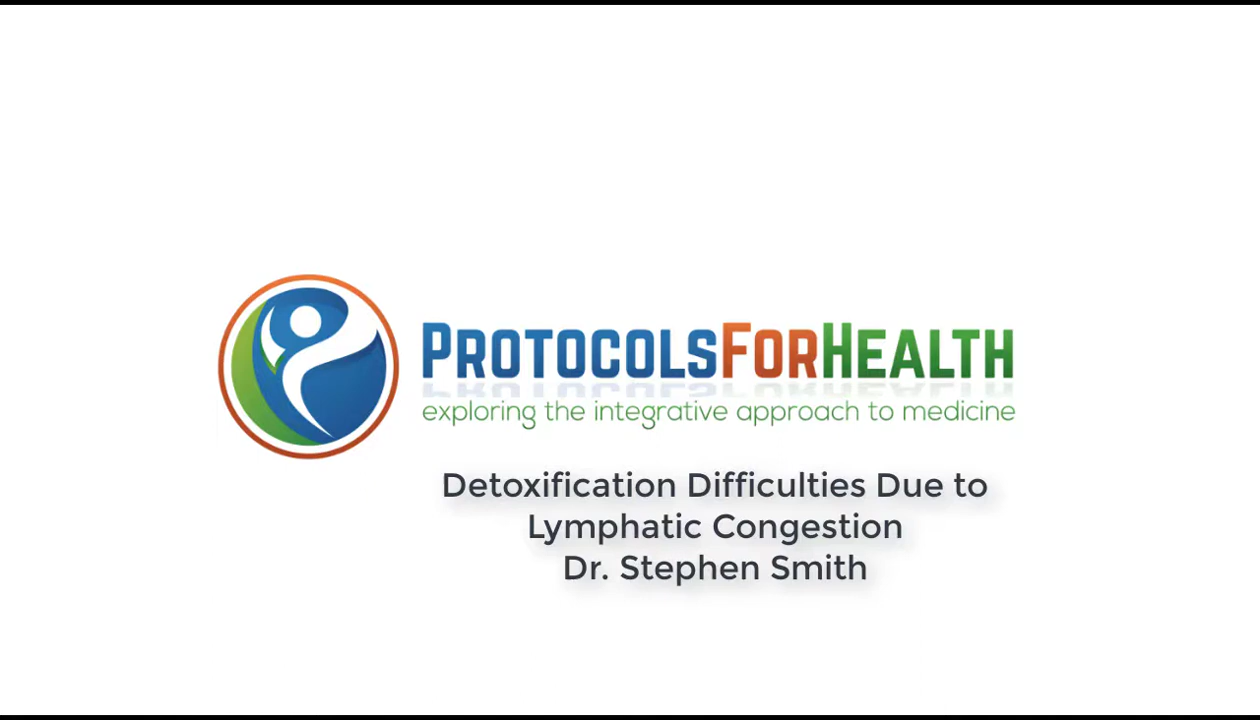 PROTOCOLSFORHEALTH
exploring the integrative approach to medicine
Detoxification Difficulties Due to
Lymphatic Congestion
Dr. Stephen Smith